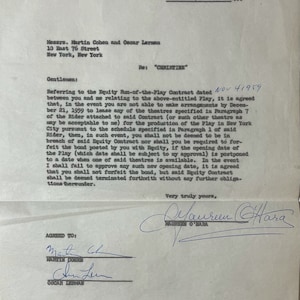 Messrs. Martin Cohen and Oscar Lerman
10 East 76 Street
New York, New York
Re: "CHRISTINE"
Gentlemen:
Referring to the Equity Run-of-the-Play Contract dated
between you and me relating to the above-entitled Play, it is agreed
that, in the event you are not able to make arrangements by Decem-
ber 21, 1959 to lease any of the theatres specified in Paragraph 7
of the Rider attached to said Contract (or such other theatre as
may be acceptable to me) for the production of the Play in New York
City pursuant to the schedule specified in Paragraph 1 of said
Rider, then, in such event, you shall not be deemed to be in
breach of said Equity Contract nor shall you be required to for-
feit the bond posted by you with Equity, if the opening date of
the Play (which date shall be subject to my approval) is postponed
to a date when one of said theatres is available. In the event
I shall fail to approve any such new opening date, it is agreed
that you shall not forfeit the bond, but said Equity Contract
shall be deemed terminated forthwith without any further obliga-
tions thereunder.
Very truly yours,
Maureen O'Hara
MAUREEN O'HARA
AGREED TO:
Martin Cohen
MARTIN COHEN
Oscar Lerman
OSCAR LERMAN